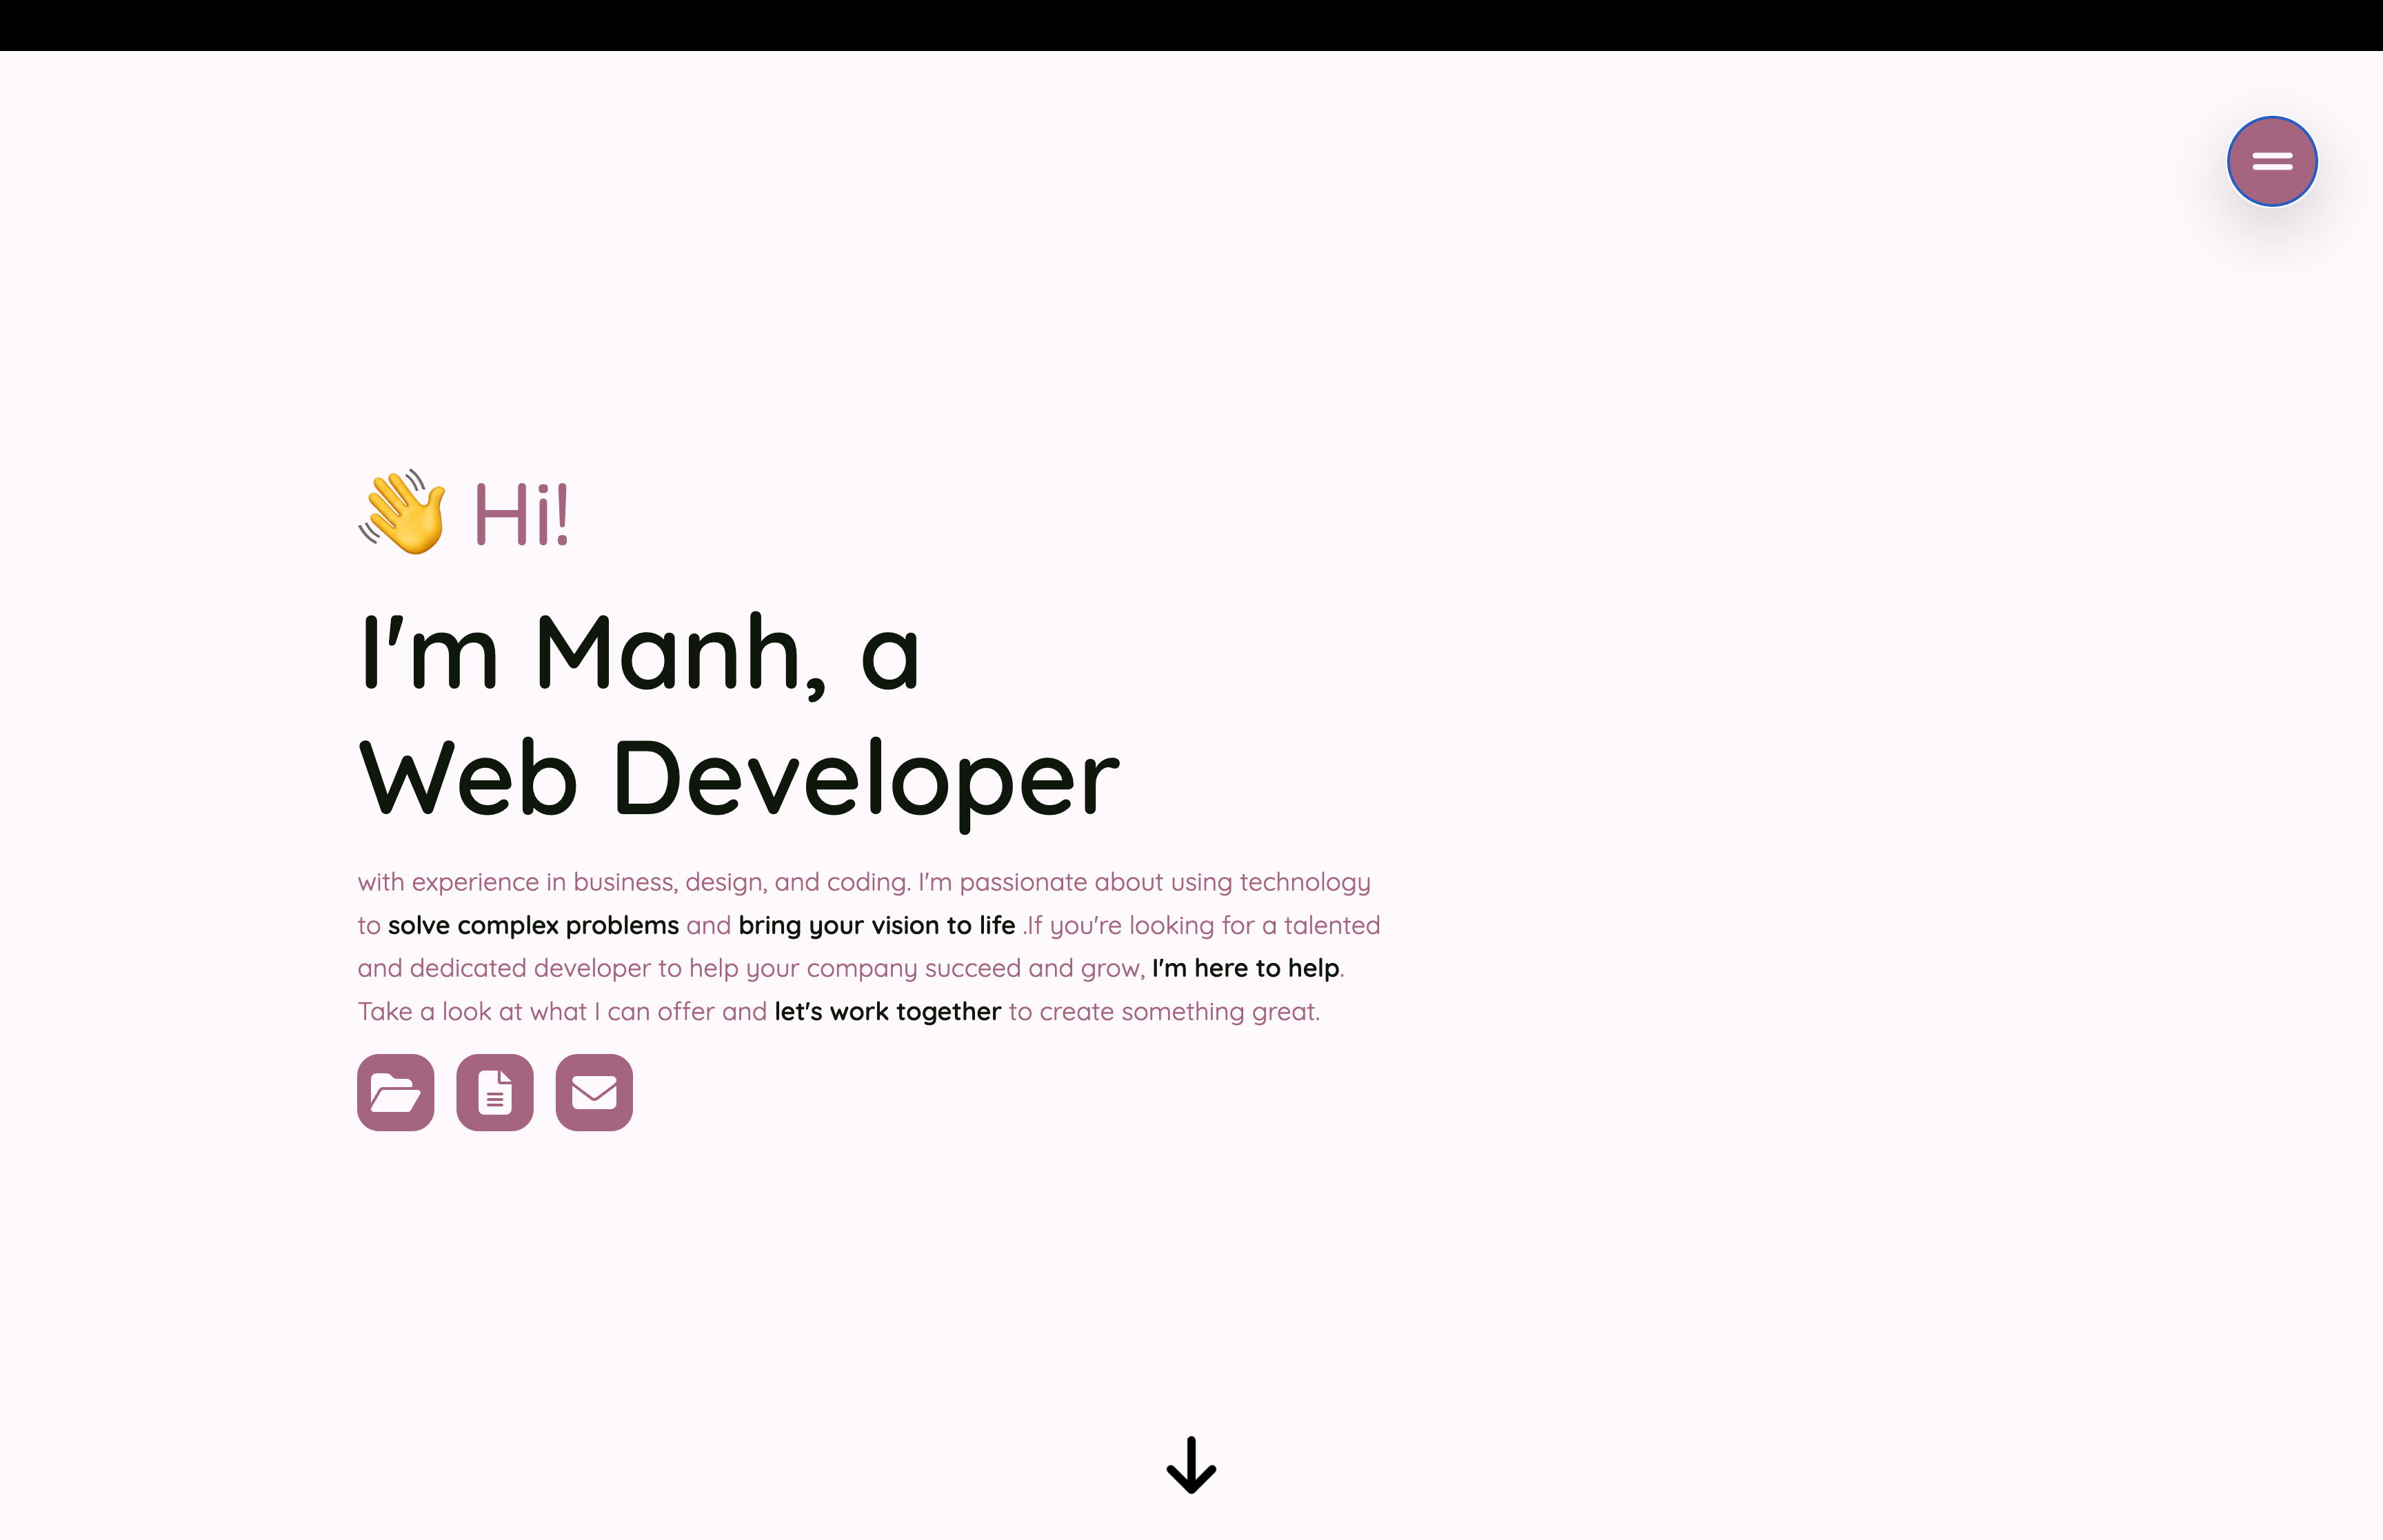 👋 Hi!
I'm Manh, a
Web Developer
with experience in business, design, and coding. I'm passionate about using technology
to solve complex problems and bring your vision to life .If you're looking for a talented
and dedicated developer to help your company succeed and grow, I'm here to help.
Take a look at what I can offer and let's work together to create something great.